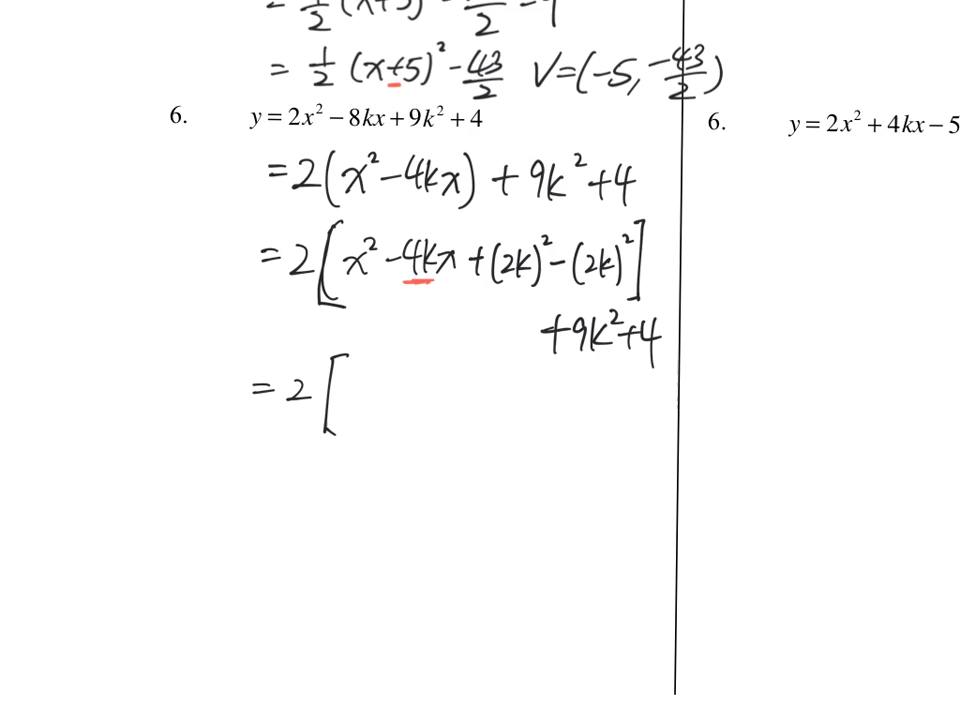 = 1/2 (x+5)² - 43/2 V=(-5, -43/2)
6. y = 2x² − 8kx + 9k² + 4
=2(x²-4kx) + 9k²+4
=2[x²-4kx+(2k)²-(2k)²]
+9k²+4
=2[
6. y = 2x² + 4kx − 5